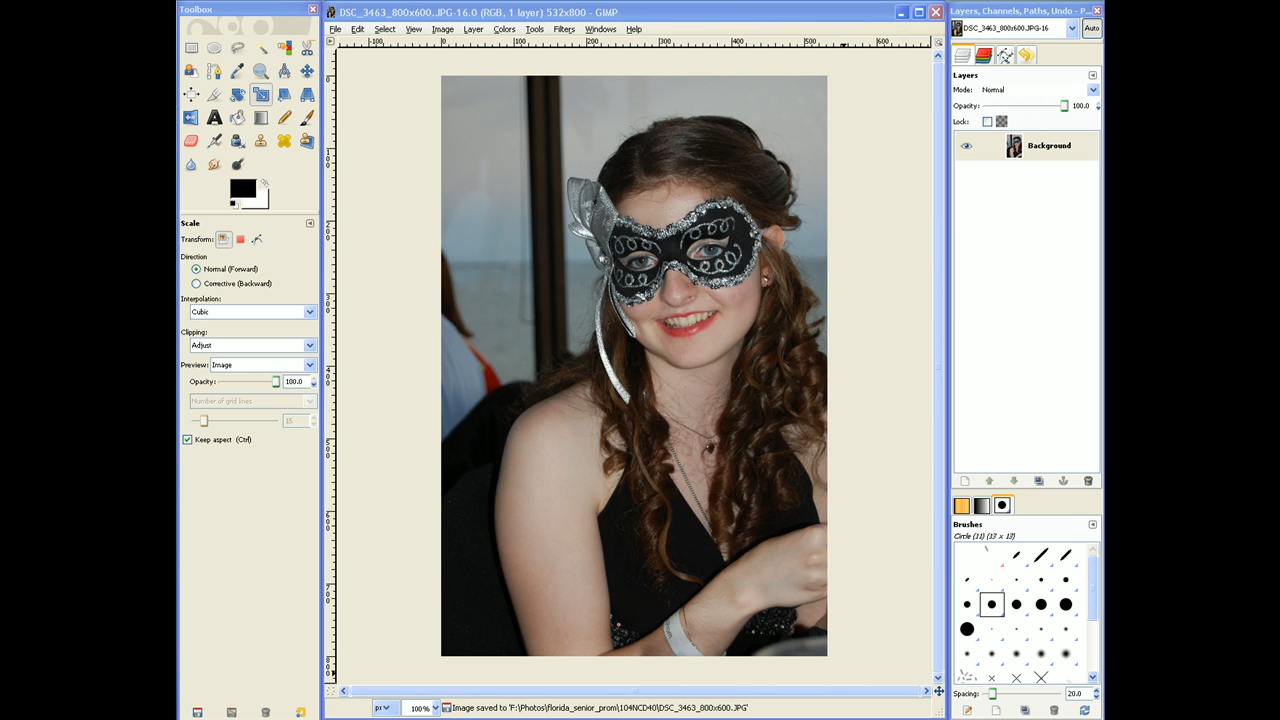 Toolbox
DSC_3463_800x600.JPG-16.0 (RGB, 1 layer) 532x800 – GIMP
Layers, Channels, Paths, Undo - P...
File Edit Select View Image Layer Colors Tools Filters Windows Help
DSC_3463_800x600.JPG-16
Auto
Layers
Mode: Normal
Opacity: 100.0
Lock:
Background
Scale
Transform:
Direction
Normal (Forward)
Corrective (Backward)
Interpolation:
Cubic
Clipping:
Adjust
Preview: Image
Opacity: 100.0
Number of grid lines
15
Keep aspect (Ctrl)
Brushes
Circle (11) (13 x 13)
Spacing: 20.0
px 100% Image saved to 'F:\Photos\florida_senior_prom\104NCD40\DSC_3463_800x600.JPG'